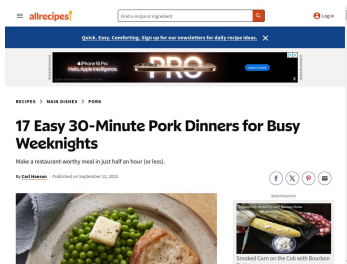 allrecipes
Find a recipe or ingredient
Log In
Quick. Easy. Comforting. Sign up for our newsletters for daily recipe ideas.
iPhone 16 Pro
Hello, Apple Intelligence.
PRO
RECIPES > MAIN DISHES > PORK
17 Easy 30-Minute Pork Dinners for Busy
Weeknights
Make a restaurant-worthy meal in just half an hour (or less).
By Carl Hanson Published on September 22, 2024
Advertisement
Smoked Corn on the Cob with Bourbon